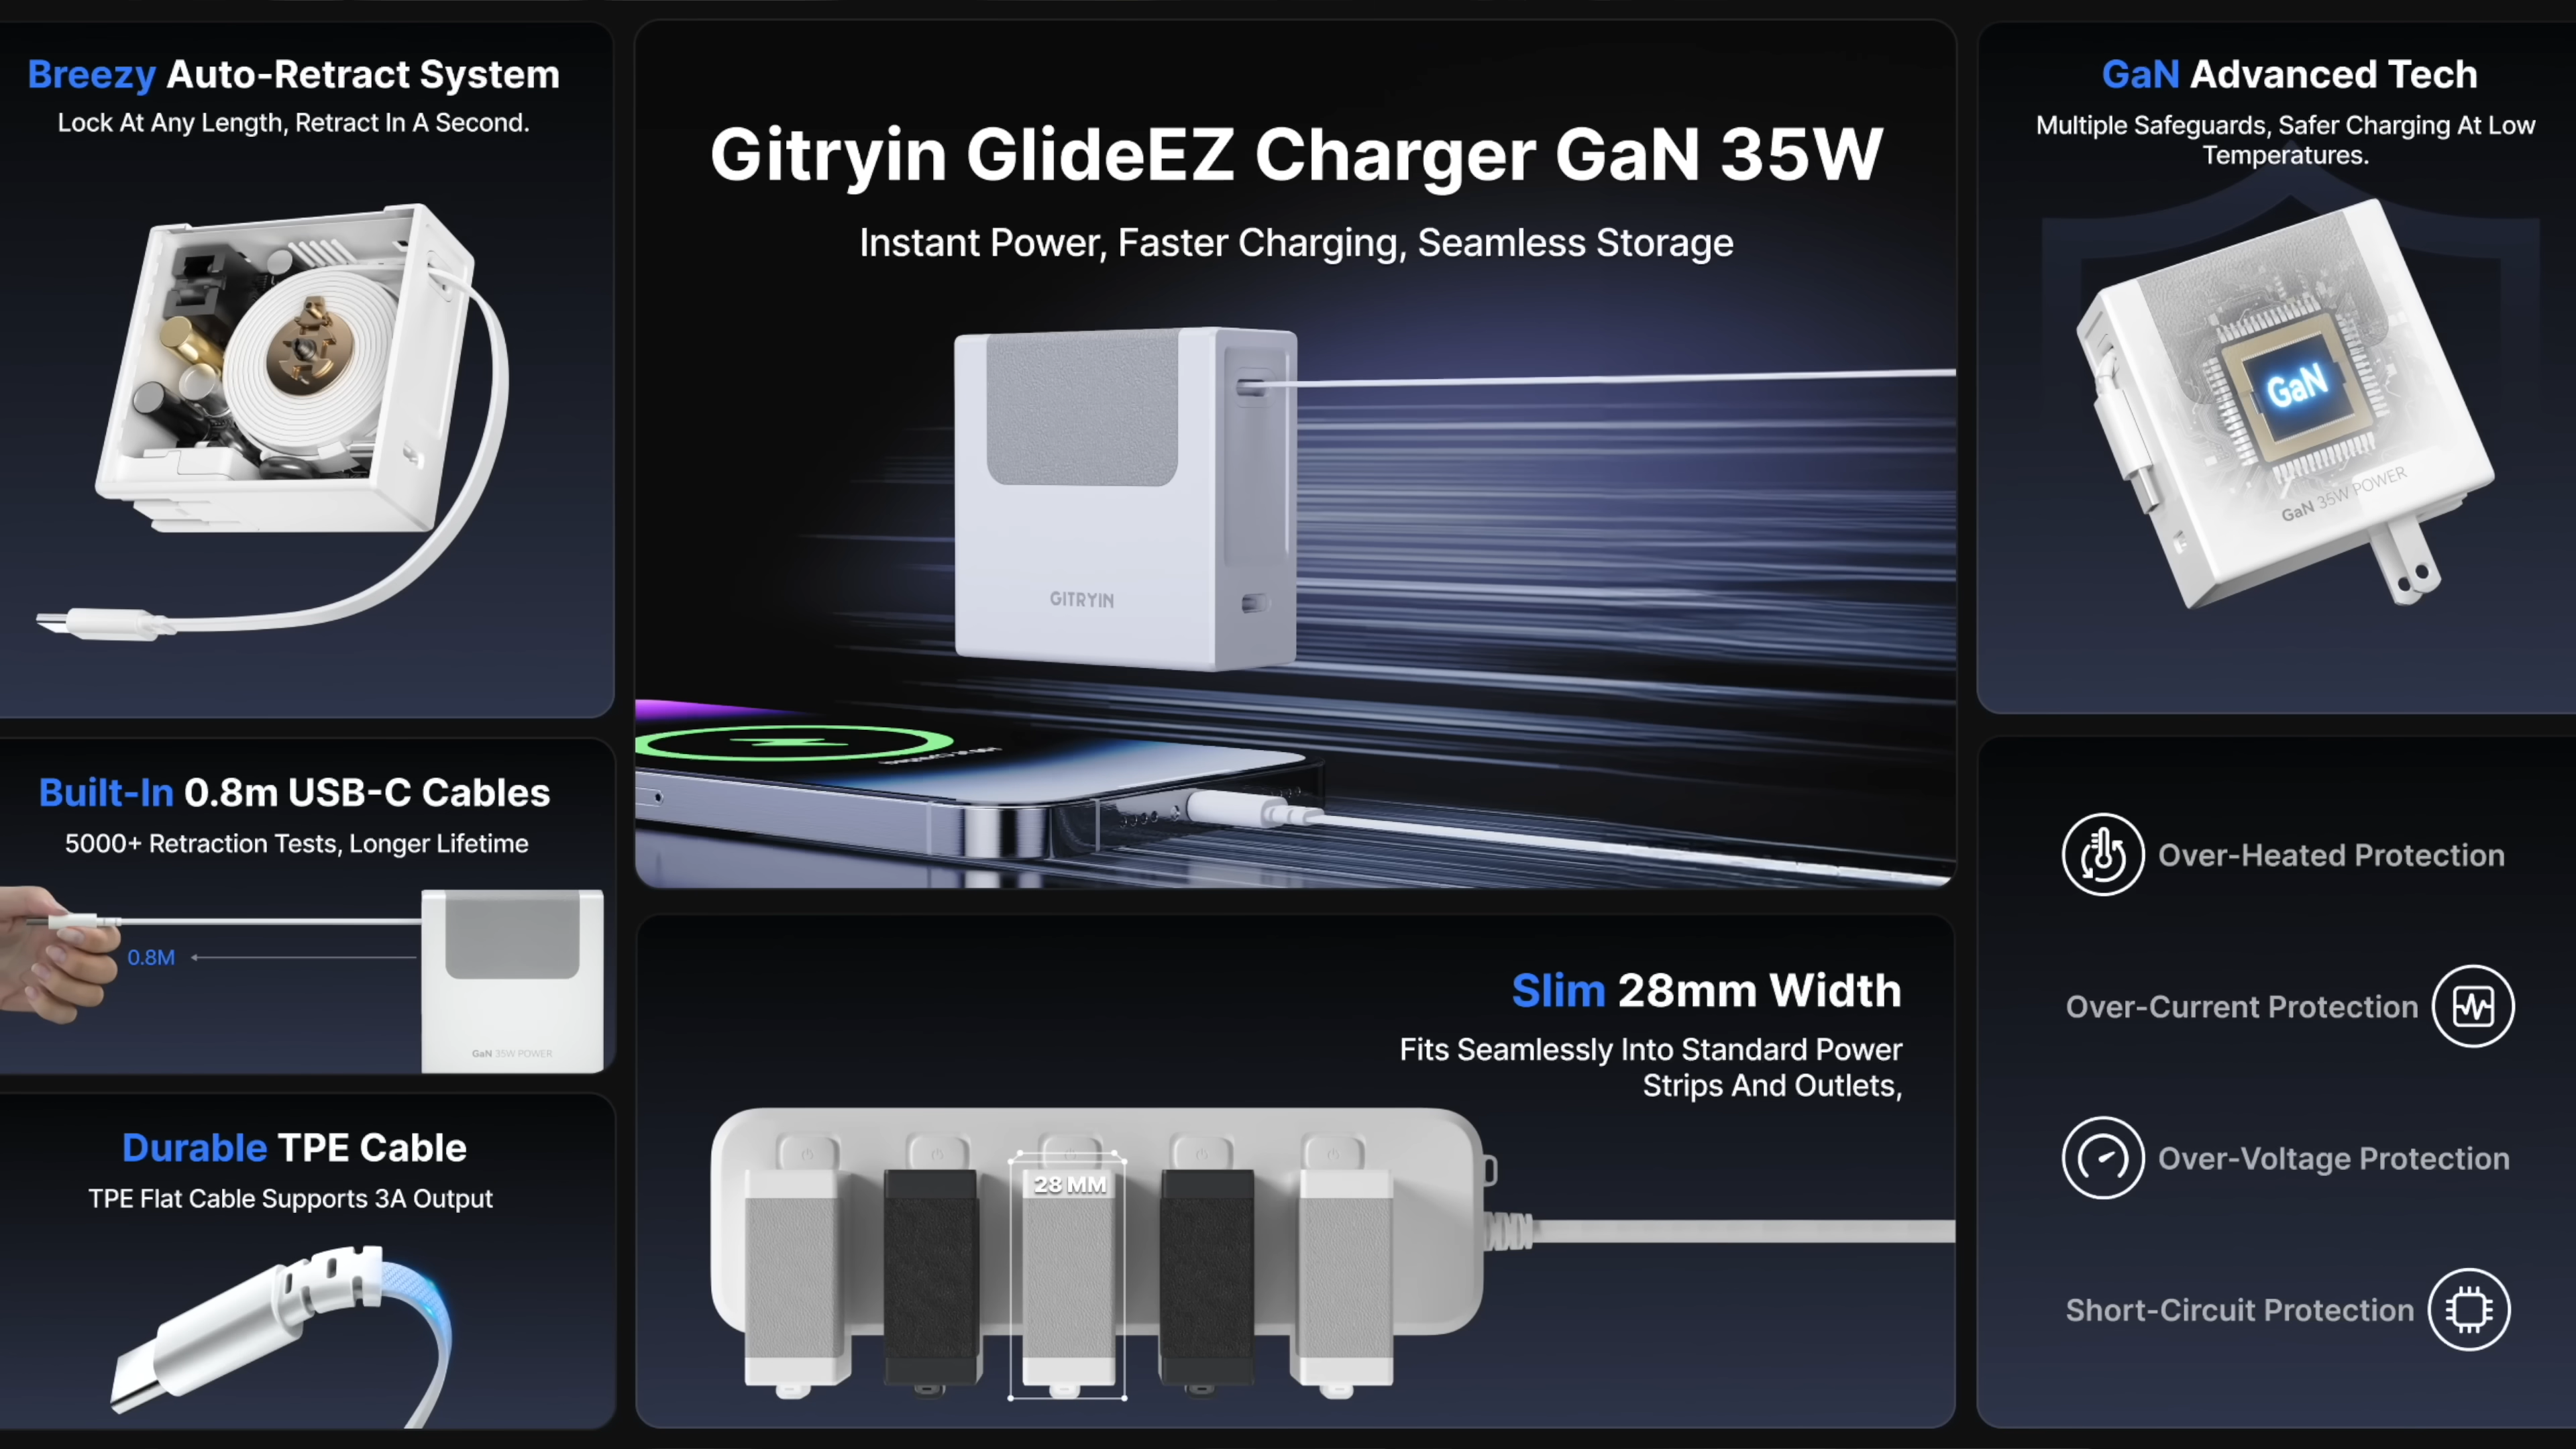 Breezy Auto-Retract System
Lock At Any Length, Retract In A Second.
Built-In 0.8m USB-C Cables
5000+ Retraction Tests, Longer Lifetime
0.8M
GaN 35W POWER
Durable TPE Cable
TPE Flat Cable Supports 3A Output
Gitryin GlideEZ Charger GaN 35W
Instant Power, Faster Charging, Seamless Storage
GITRYIN
Slim 28mm Width
Fits Seamlessly Into Standard Power
Strips And Outlets,
28 MM
GaN Advanced Tech
Multiple Safeguards, Safer Charging At Low
Temperatures.
GaN
GaN 35W POWER
Over-Heated Protection
Over-Current Protection
Over-Voltage Protection
Short-Circuit Protection